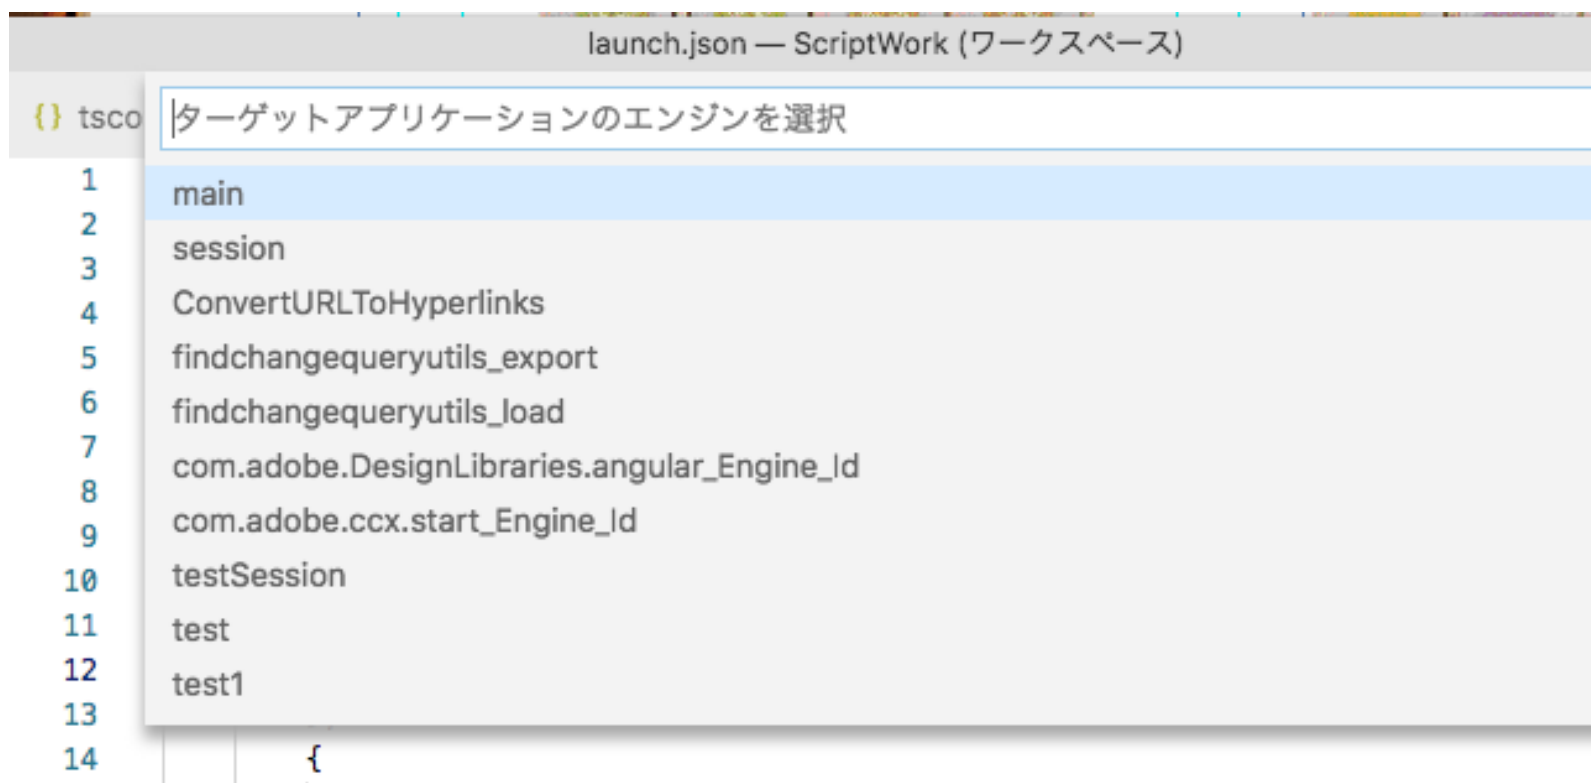 launch.json — ScriptWork (ワークスペース)
{} tsco
ターゲットアプリケーションのエンジンを選択
1
main
2
session
3
ConvertURLToHyperlinks
4
5
findchangequeryutils_export
6
findchangequeryutils_load
7
com.adobe.DesignLibraries.angular_Engine_Id
8
com.adobe.ccx.start_Engine_Id
9
10
testSession
11
test
12
test1
13
14 {